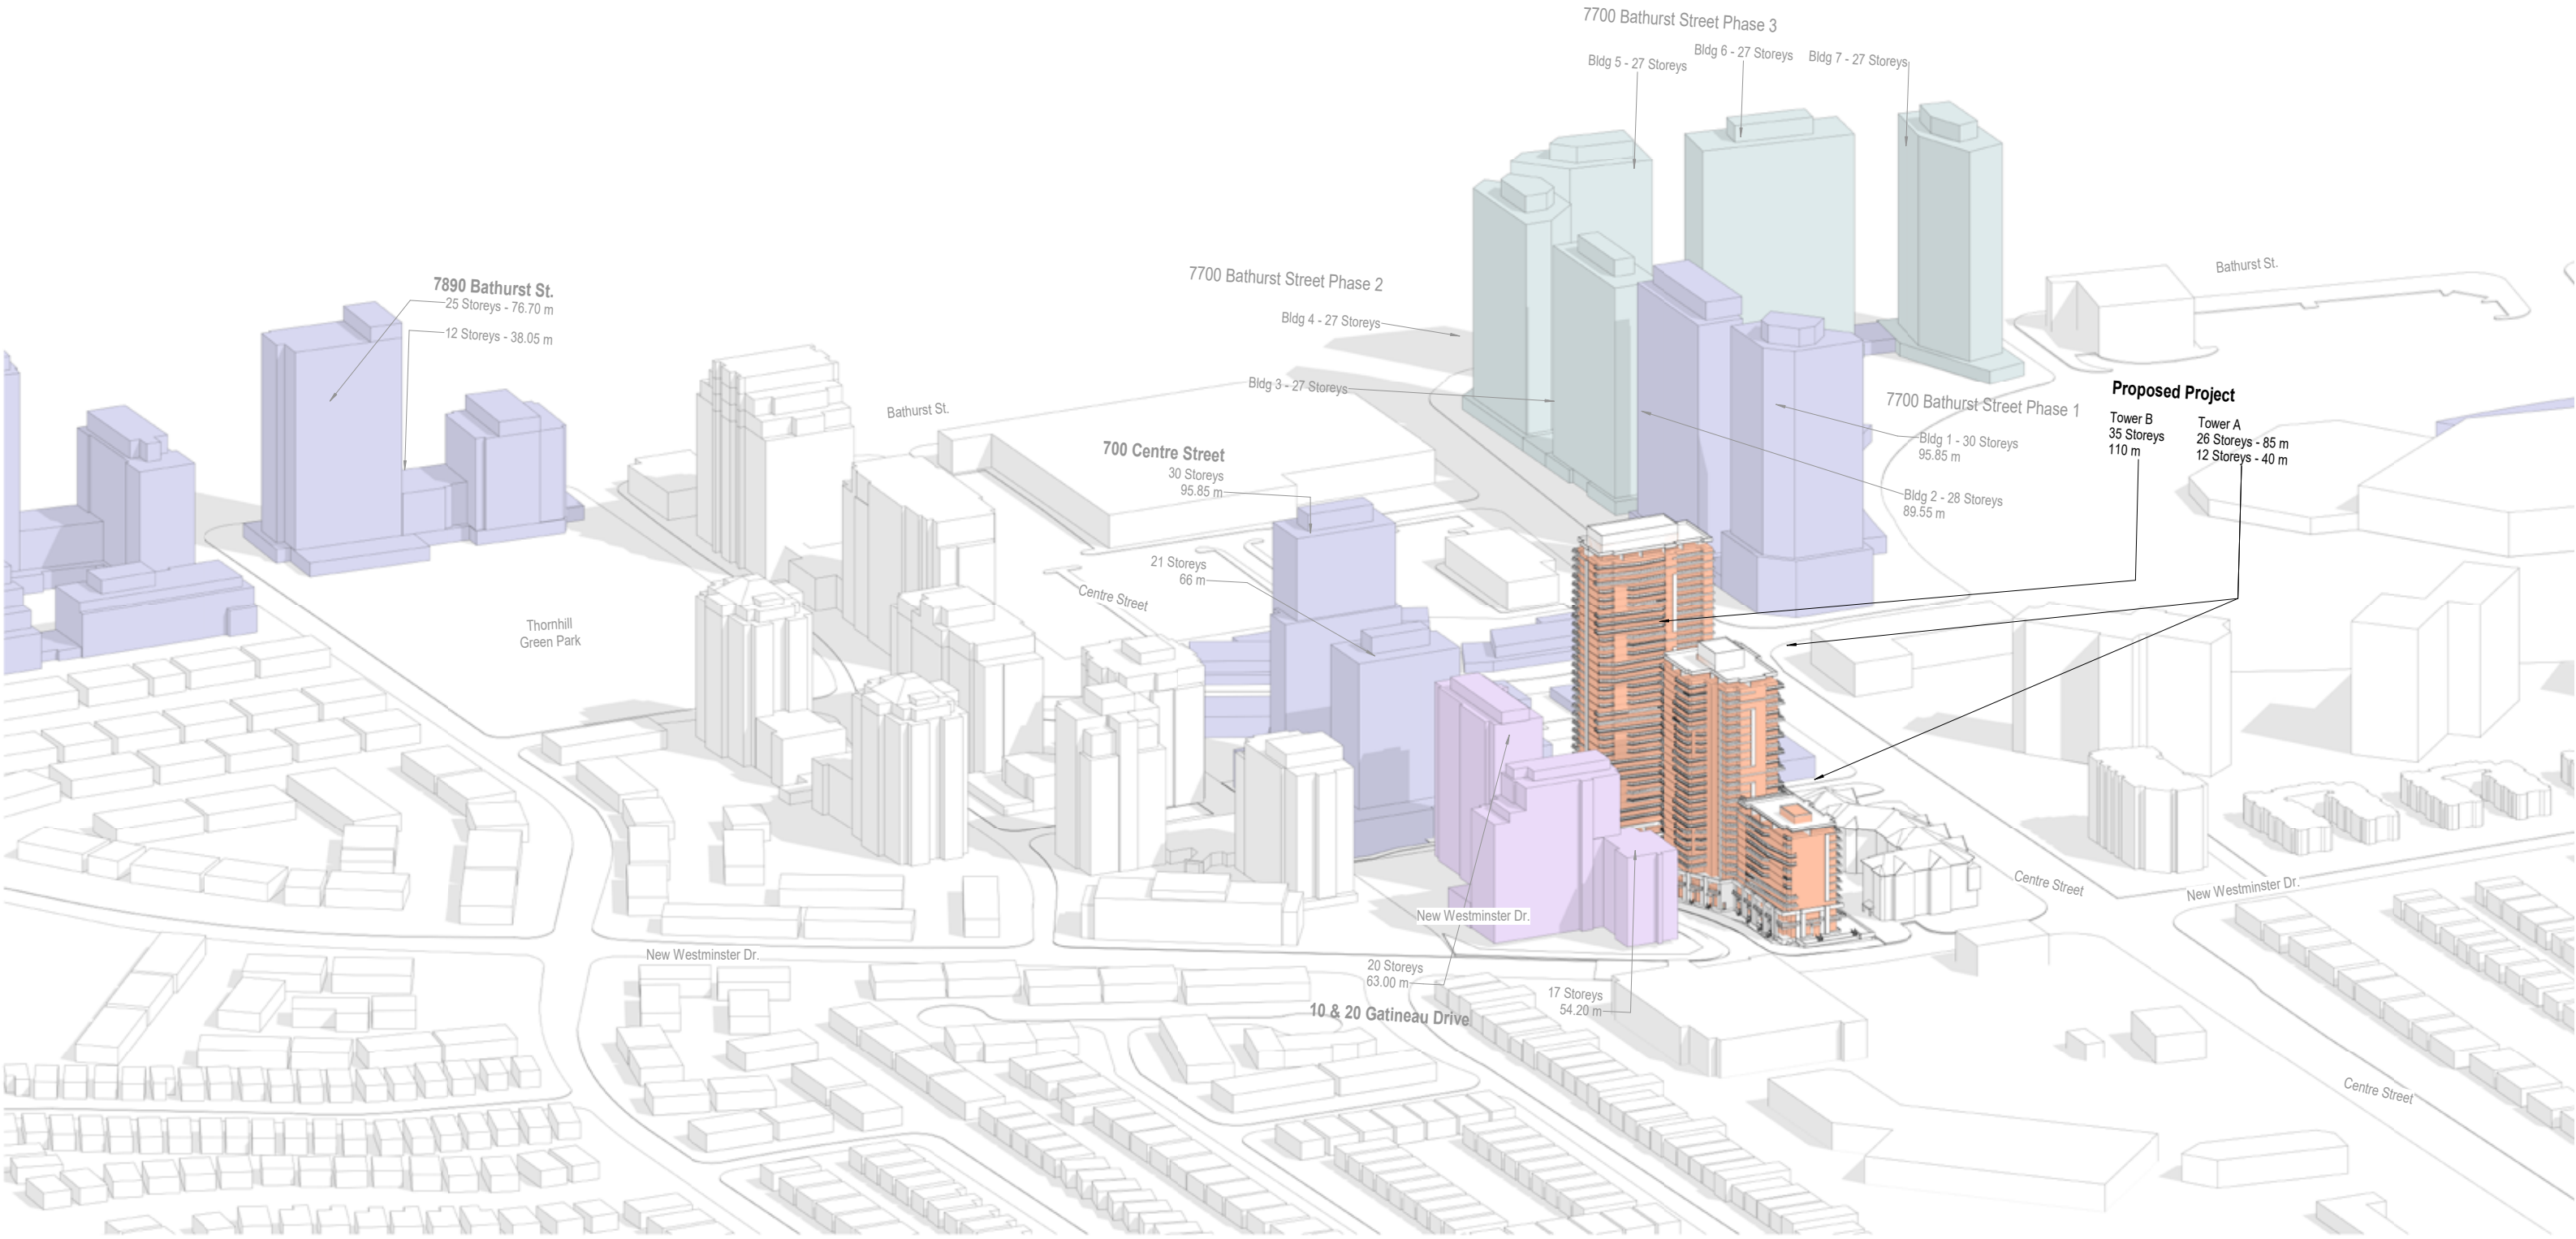 7700 Bathurst Street Phase 3
Bldg 5 - 27 Storeys
Bldg 6 - 27 Storeys
Bldg 7 - 27 Storeys
7890 Bathurst St.
25 Storeys - 76.70 m
12 Storeys - 38.05 m
7700 Bathurst Street Phase 2
Bldg 4 - 27 Storeys
Bldg 3 - 27 Storeys
Bathurst St.
Bathurst St.
7700 Bathurst Street Phase 1
Bldg 1 - 30 Storeys
95.85 m
Bldg 2 - 28 Storeys
89.55 m
Proposed Project
Tower B
35 Storeys
110 m
Tower A
26 Storeys - 85 m
12 Storeys - 40 m
700 Centre Street
30 Storeys
95.85 m
21 Storeys
66 m
Centre Street
Thornhill
Green Park
New Westminster Dr.
New Westminster Dr.
20 Storeys
63.00 m
17 Storeys
54.20 m
10 & 20 Gatineau Drive
Centre Street
New Westminster Dr.
Centre Street